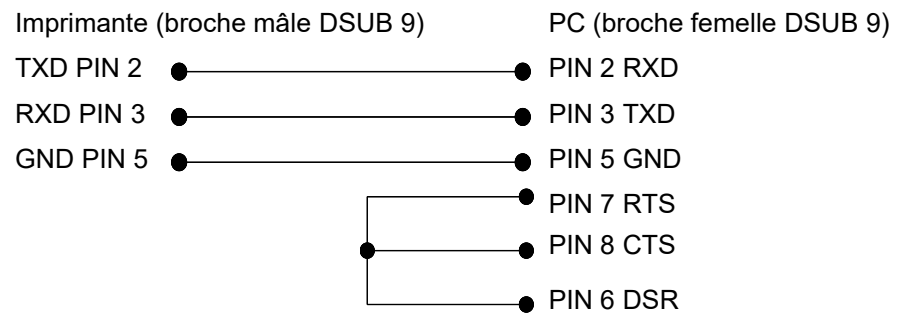 Imprimante (broche mâle DSUB 9) PC (broche femelle DSUB 9)
TXD PIN 2 PIN 2 RXD
RXD PIN 3 PIN 3 TXD
GND PIN 5 PIN 5 GND
PIN 7 RTS
PIN 8 CTS
PIN 6 DSR